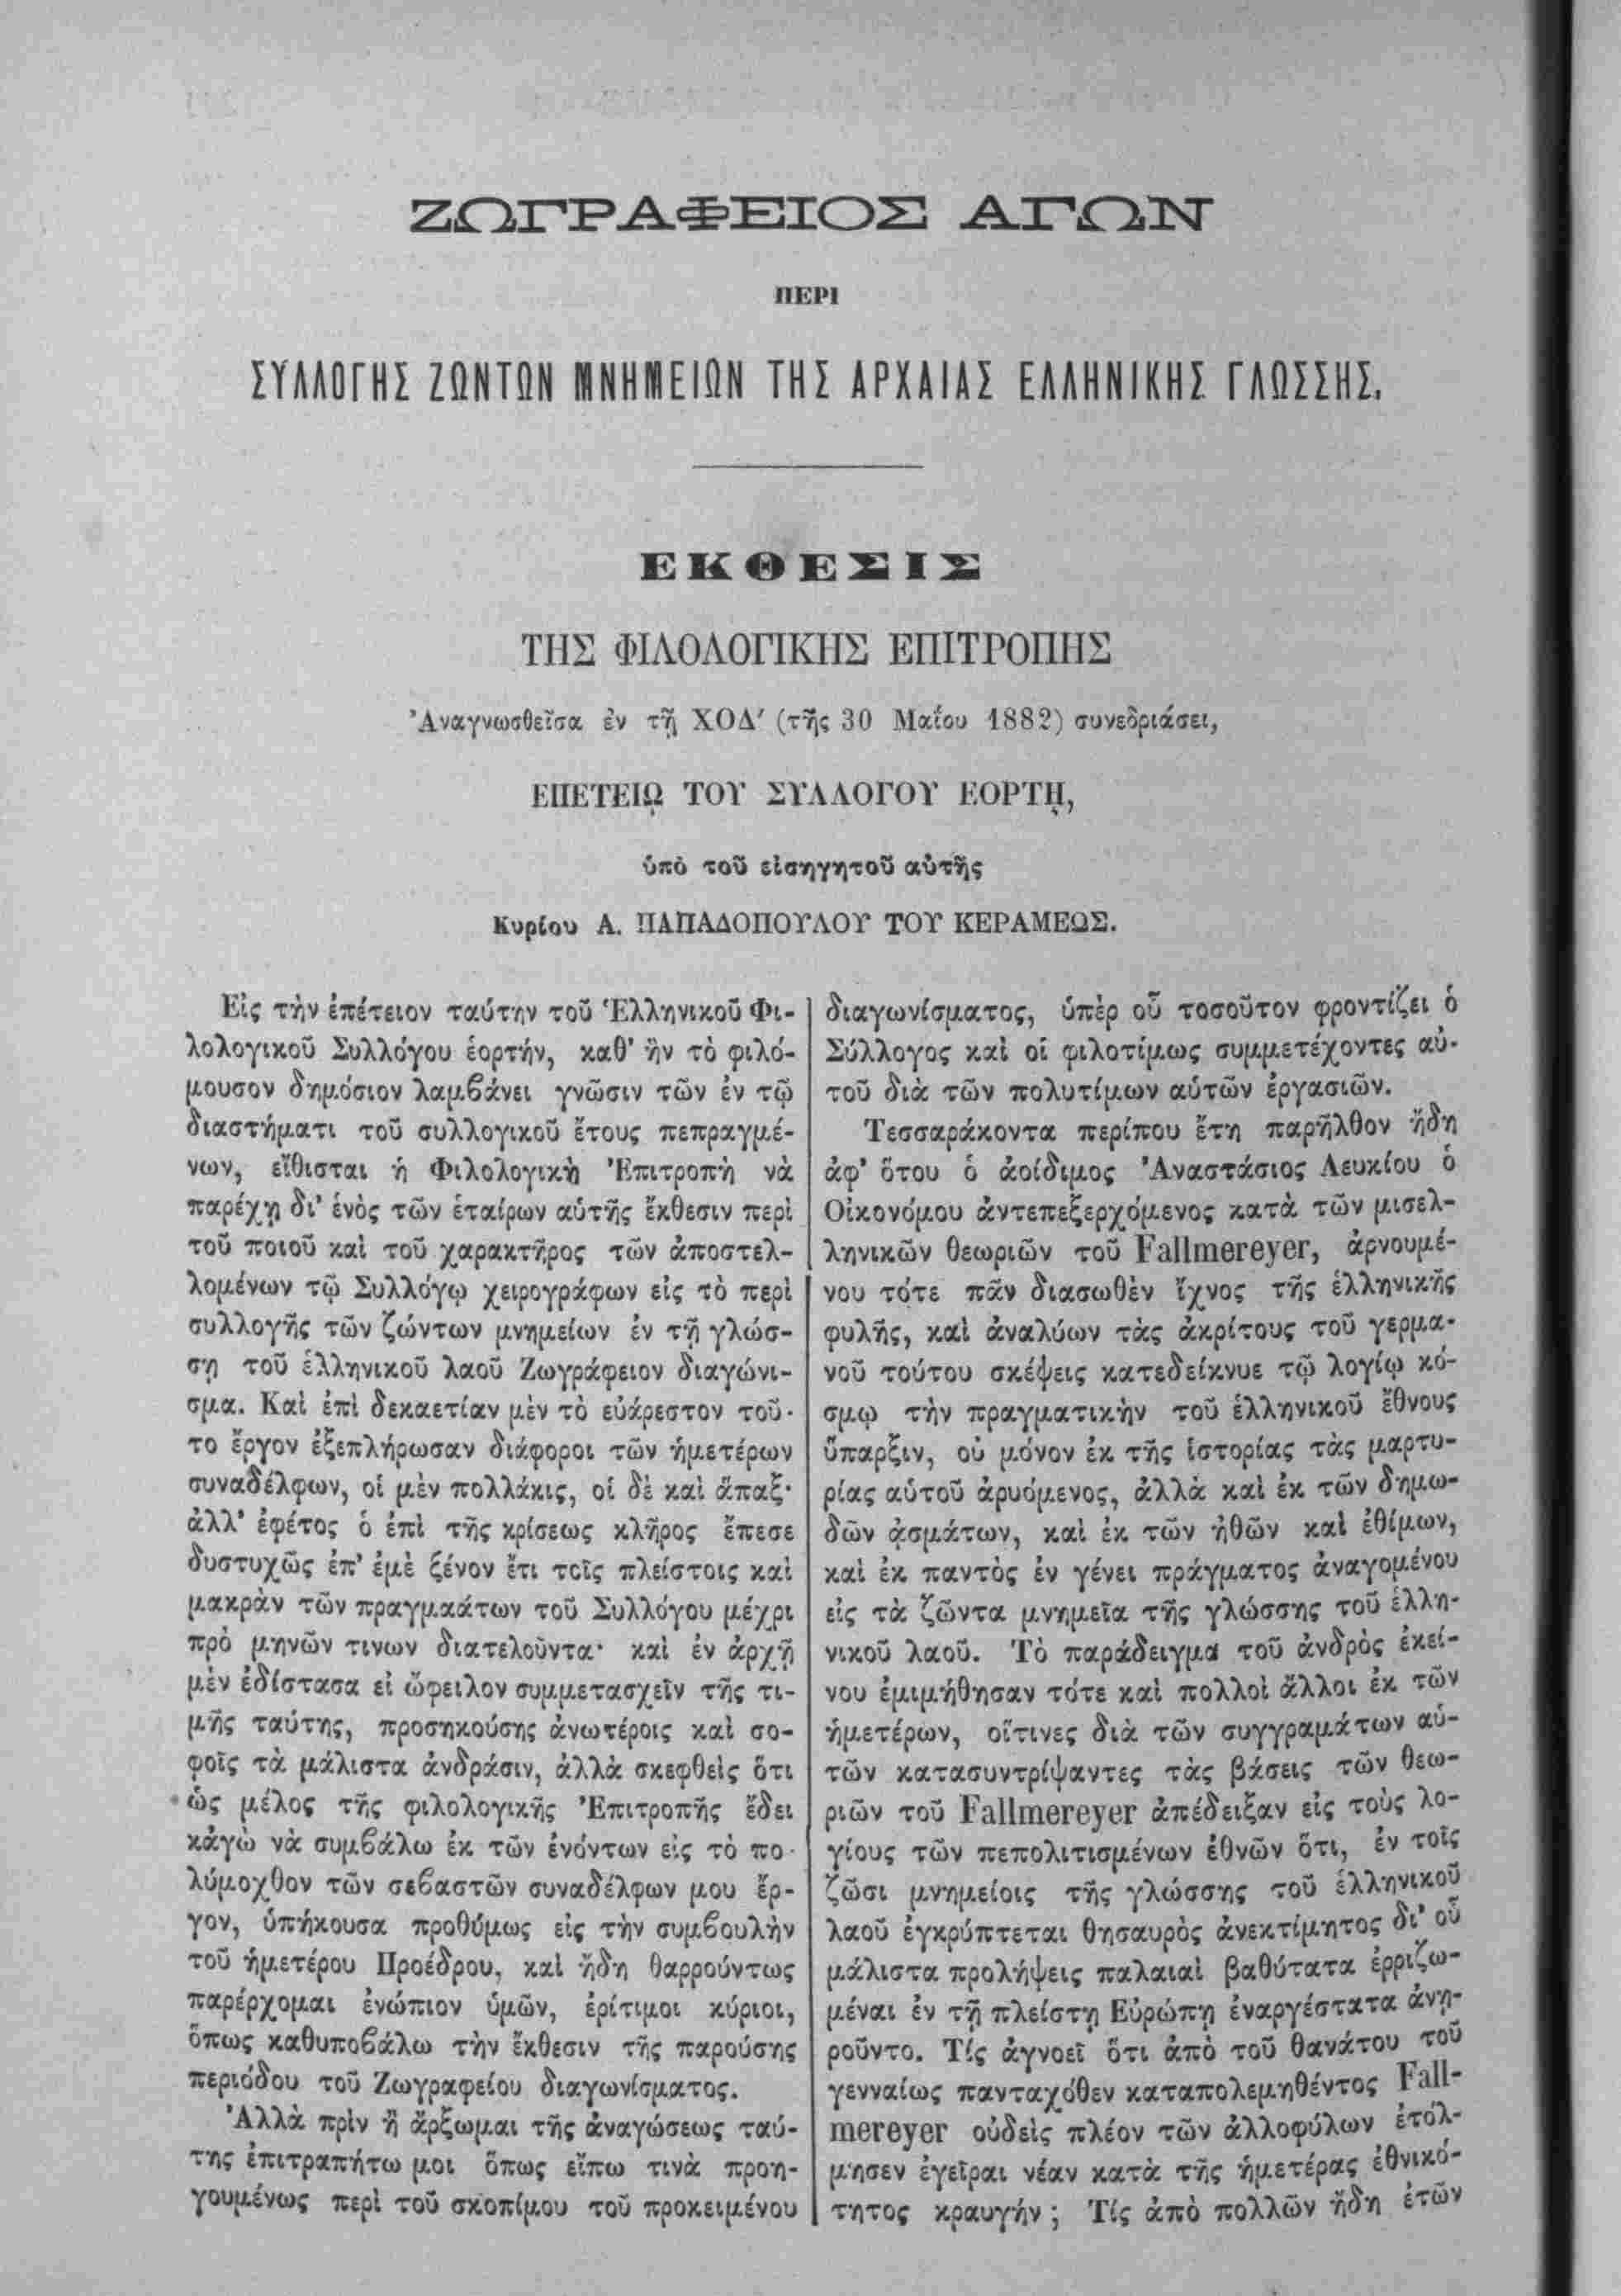 ΖΩΓΡΑΦΕΙΟΣ ΑΓΩΝ
ΠΕΡΙ
ΣΥΛΛΟΓΗΣ ΖΩΝΤΩΝ ΜΝΗΜΕΙΩΝ ΤΗΣ ΑΡΧΑΙΑΣ ΕΛΛΗΝΙΚΗΣ ΓΛΩΣΣΗΣ.
ΕΚΘΕΣΙΣ
ΤΗΣ ΦΙΛΟΛΟΓΙΚΗΣ ΕΠΙΤΡΟΠΗΣ
Ἀναγνωσθεῖσα ἐν τῇ ΧΟΔ′ (τῆς 30 Μαΐου 1882) συνεδριάσει,
ΕΠΕΤΕΙῼ ΤΟΥ ΣΥΛΛΟΓΟΥ ΕΟΡΤῌ,
ὑπὸ τοῦ εἰσηγητοῦ αὐτῆς
Κυρίου Α. ΠΑΠΑΔΟΠΟΥΛΟΥ ΤΟΥ ΚΕΡΑΜΕΩΣ.
Εἰς τὴν ἐπέτειον ταύτην τοῦ Ἑλληνικοῦ Φι-
λολογικοῦ Συλλόγου ἑορτήν, καθ' ἣν τὸ φιλό-
μουσον δημόσιον λαμβάνει γνῶσιν τῶν ἐν τῷ
διαστήματι τοῦ συλλογικοῦ ἔτους πεπραγμέ-
νων, εἴθισται ἡ Φιλολογικὴ Ἐπιτροπὴ νὰ
παρέχῃ δι' ἑνὸς τῶν ἑταίρων αὑτῆς ἔκθεσιν περὶ
τοῦ ποιοῦ καὶ τοῦ χαρακτῆρος τῶν ἀποστελ-
λομένων τῷ Συλλόγῳ χειρογράφων εἰς τὸ περὶ
συλλογῆς τῶν ζώντων μνημείων ἐν τῇ γλώσ-
σῃ τοῦ ἑλληνικοῦ λαοῦ Ζωγράφειον διαγώνι-
σμα. Καὶ ἐπὶ δεκαετίαν μὲν τὸ εὐάρεστον τοῦ-
το ἔργον ἐξεπλήρωσαν διάφοροι τῶν ἡμετέρων
συναδέλφων, οἱ μὲν πολλάκις, οἱ δὲ καὶ ἅπαξ·
ἀλλ' ἐφέτος ὁ ἐπὶ τῆς κρίσεως κλῆρος ἔπεσε
δυστυχῶς ἐπ' ἐμὲ ξένον ἔτι τοῖς πλείστοις καὶ
μακρὰν τῶν πραγμαάτων τοῦ Συλλόγου μέχρι
πρὸ μηνῶν τινων διατελοῦντα· καὶ ἐν ἀρχῇ
μὲν ἐδίστασα εἰ ὤφειλον συμμετασχεῖν τῆς τι-
μῆς ταύτης, προσηκούσης ἀνωτέροις καὶ σο-
φοῖς τὰ μάλιστα ἀνδράσιν, ἀλλὰ σκεφθεὶς ὅτι
ὡς μέλος τῆς φιλολογικῆς Ἐπιτροπῆς ἔδει
κἀγὼ νὰ συμβάλω ἐκ τῶν ἐνόντων εἰς τὸ πο-
λύμοχθον τῶν σεβαστῶν συναδέλφων μου ἔρ-
γον, ὑπήκουσα προθύμως εἰς τὴν συμβουλὴν
τοῦ ἡμετέρου Προέδρου, καὶ ἤδη θαρρούντως
παρέρχομαι ἐνώπιον ὑμῶν, ἐρίτιμοι κύριοι,
ὅπως καθυποβάλω τὴν ἔκθεσιν τῆς παρούσης
περιόδου τοῦ Ζωγραφείου διαγωνίσματος.
Ἀλλὰ πρὶν ἢ ἄρξωμαι τῆς ἀναγώσεως ταύ-
της ἐπιτραπήτω μοι ὅπως εἴπω τινὰ προη-
γουμένως περὶ τοῦ σκοπίμου τοῦ προκειμένου
διαγωνίσματος, ὑπὲρ οὗ τοσοῦτον φροντίζει ὁ
Σύλλογος καὶ οἱ φιλοτίμως συμμετέχοντες αὐ-
τοῦ διὰ τῶν πολυτίμων αὑτῶν ἐργασιῶν.
Τεσσαράκοντα περίπου ἔτη παρῆλθον ἤδη
ἀφ' ὅτου ὁ ἀοίδιμος Ἀναστάσιος Λευκίου ὁ
Οἰκονόμου ἀντεπεξερχόμενος κατὰ τῶν μισελ-
ληνικῶν θεωριῶν τοῦ Fallmereyer, ἀρνουμέ-
νου τότε πᾶν διασωθὲν ἴχνος τῆς ἑλληνικῆς
φυλῆς, καὶ ἀναλύων τὰς ἀκρίτους τοῦ γερμα-
νοῦ τούτου σκέψεις κατεδείκνυε τῷ λογίῳ κό-
σμῳ τὴν πραγματικὴν τοῦ ἑλληνικοῦ ἔθνους
ὕπαρξιν, οὐ μόνον ἐκ τῆς ἱστορίας τὰς μαρτυ-
ρίας αὑτοῦ ἀρυόμενος, ἀλλὰ καὶ ἐκ τῶν δημω-
δῶν ᾀσμάτων, καὶ ἐκ τῶν ἠθῶν καὶ ἐθίμων,
καὶ ἐκ παντὸς ἐν γένει πράγματος ἀναγομένου
εἰς τὰ ζῶντα μνημεῖα τῆς γλώσσης τοῦ ἑλλη-
νικοῦ λαοῦ. Τὸ παράδειγμα τοῦ ἀνδρὸς ἐκεί-
νου ἐμιμήθησαν τότε καὶ πολλοὶ ἄλλοι ἐκ τῶν
ἡμετέρων, οἵτινες διὰ τῶν συγγραμάτων αὑ-
τῶν κατασυντρίψαντες τὰς βάσεις τῶν θεω-
ριῶν τοῦ Fallmereyer ἀπέδειξαν εἰς τοὺς λο-
γίους τῶν πεπολιτισμένων ἐθνῶν ὅτι, ἐν τοῖς
ζῶσι μνημείοις τῆς γλώσσης τοῦ ἑλληνικοῦ
λαοῦ ἐγκρύπτεται θησαυρὸς ἀνεκτίμητος δι' οὗ
μάλιστα προλήψεις παλαιαὶ βαθύτατα ἐρριζω-
μέναι ἐν τῇ πλείστῃ Εὐρώπῃ ἐναργέστατα ἀνῃ-
ροῦντο. Τίς ἀγνοεῖ ὅτι ἀπὸ τοῦ θανάτου τοῦ
γενναίως πανταχόθεν καταπολεμηθέντος Fall-
mereyer οὐδεὶς πλέον τῶν ἀλλοφύλων ἐτόλ-
μησεν ἐγεῖραι νέαν κατὰ τῆς ἡμετέρας ἐθνικό-
τητος κραυγήν ; Τίς ἀπὸ πολλῶν ἤδη ἐτῶν